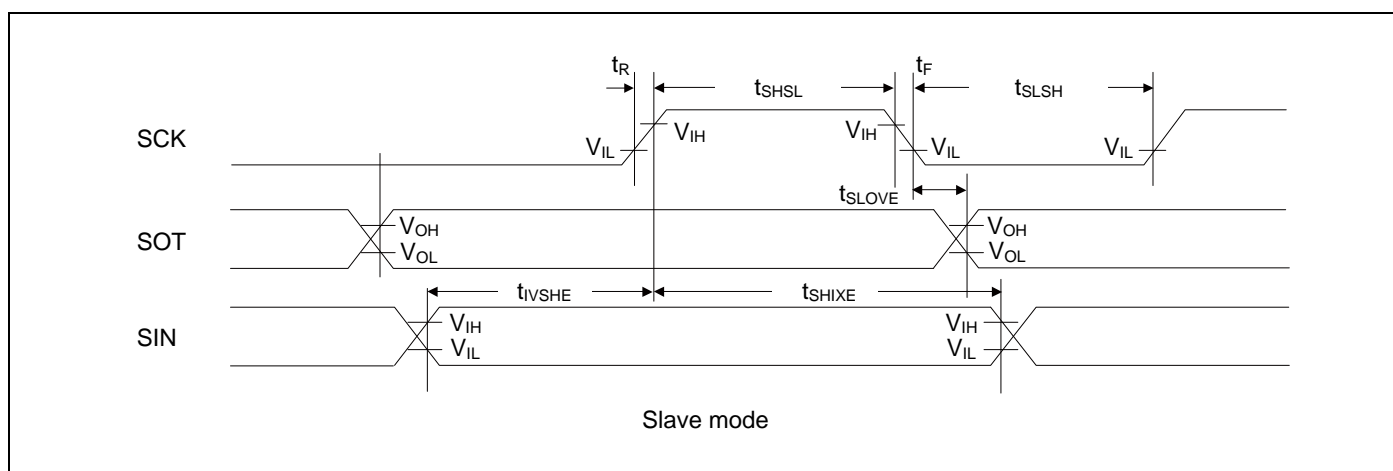 tR tF
tSHSL tSLSH
SCK VIH VIH
VIL VIL VIL
tSLOVE
SOT VOH VOH
VOL VOL
tIVSHE tSHIXE
SIN VIH VIH
VIL VIL
Slave mode